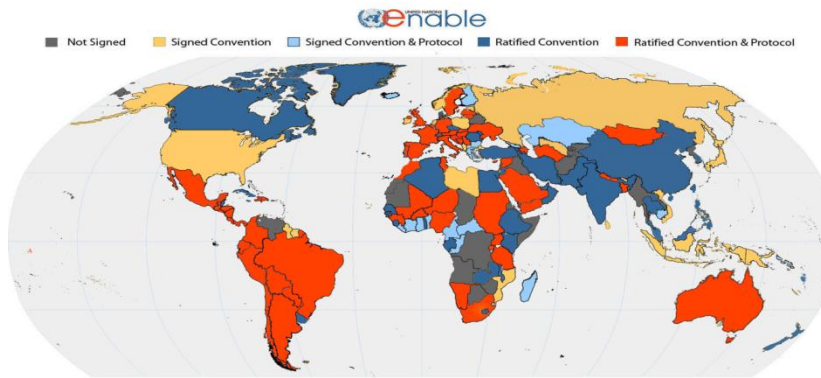 UNITED NATIONS
enable
Not Signed
Signed Convention
Signed Convention & Protocol
Ratified Convention
Ratified Convention & Protocol